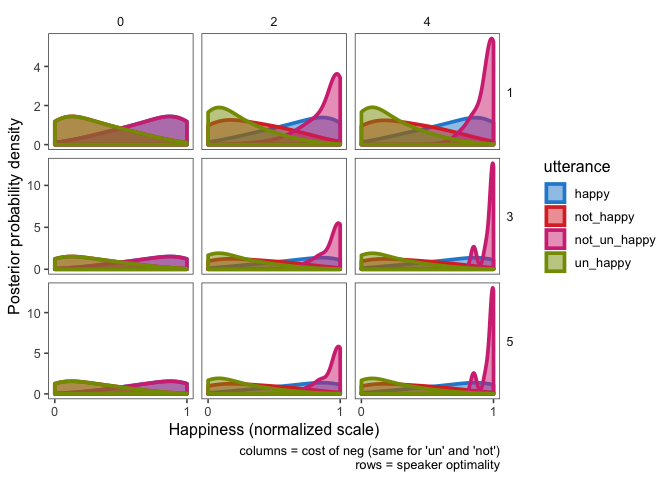 0 2 4
4
2
0
1
10
5
0
3
10
5
0
5
0 1 0 1 0 1
Posterior probability density
Happiness (normalized scale)
columns = cost of neg (same for 'un' and 'not')
rows = speaker optimality
utterance
happy
not_happy
not_un_happy
un_happy